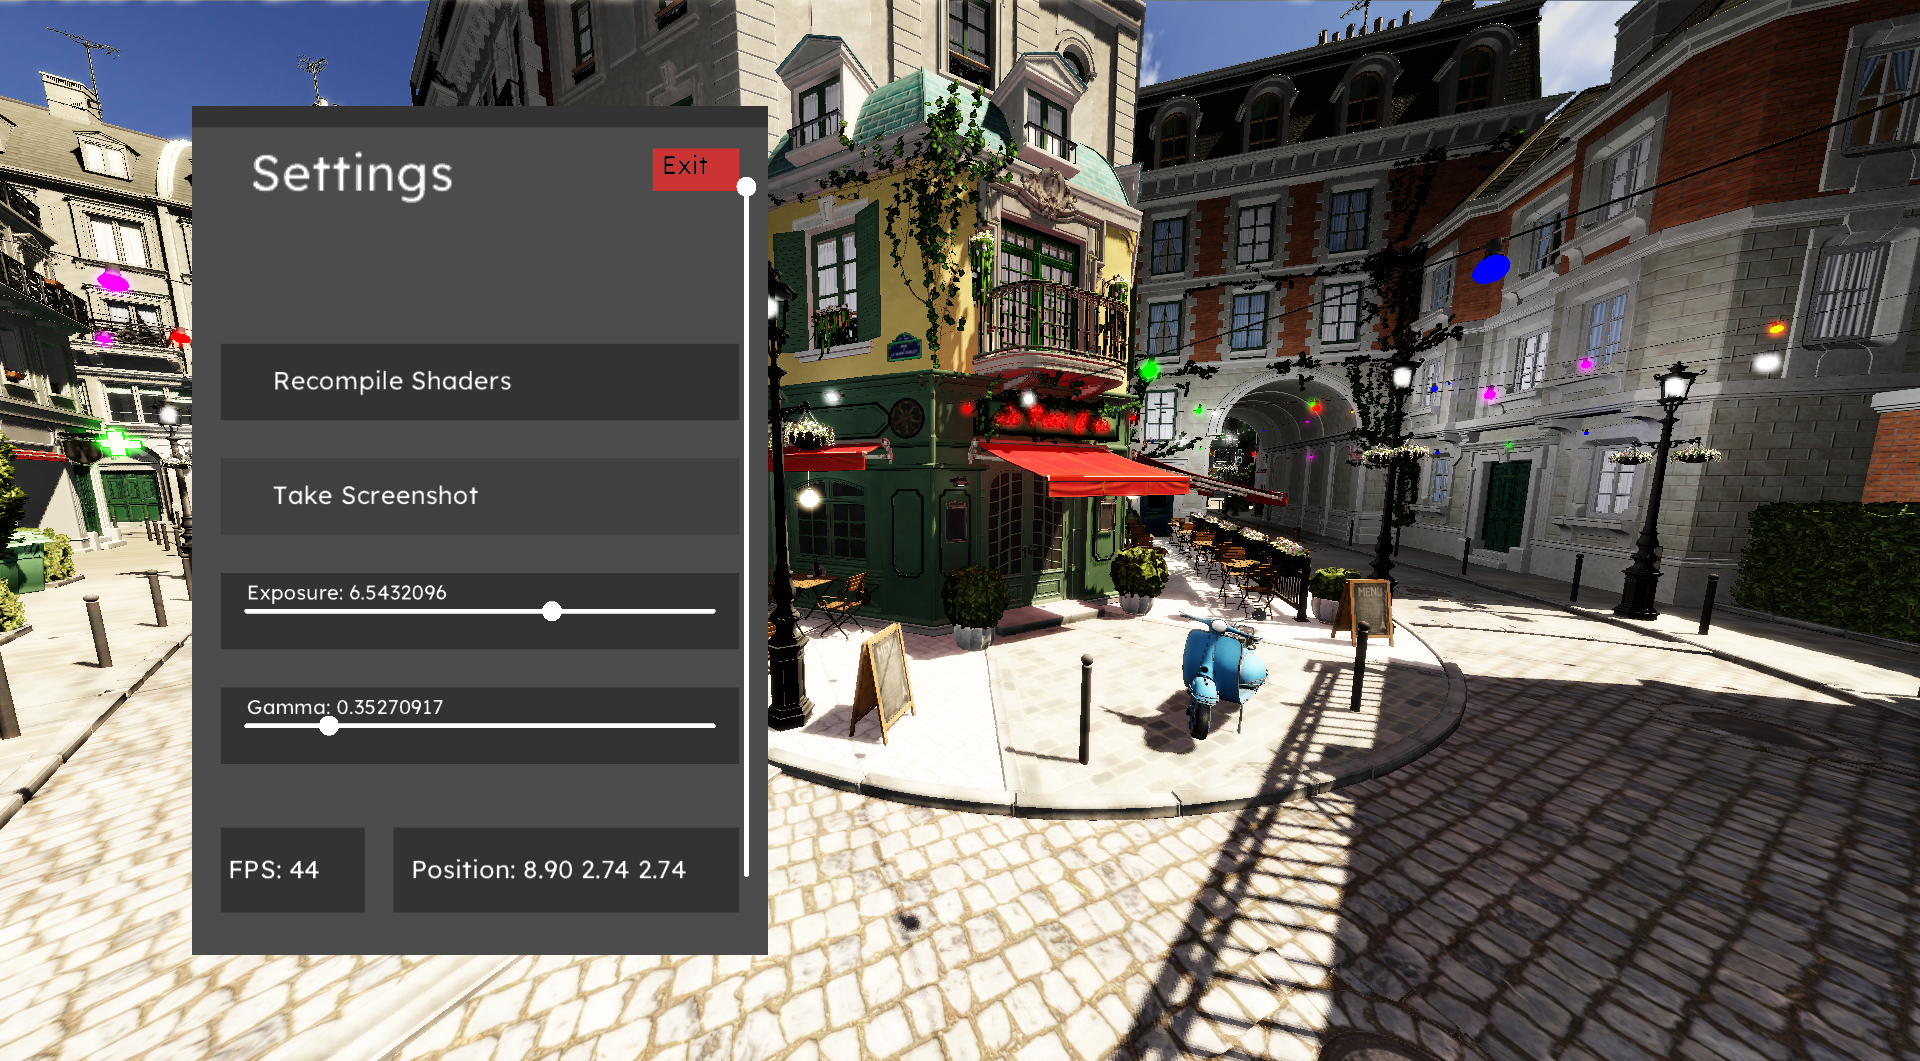 Settings
Exit
Recompile Shaders
Take Screenshot
Exposure: 6.5432096
Gamma: 0.35270917
FPS: 44
Position: 8.90 2.74 2.74
MENU